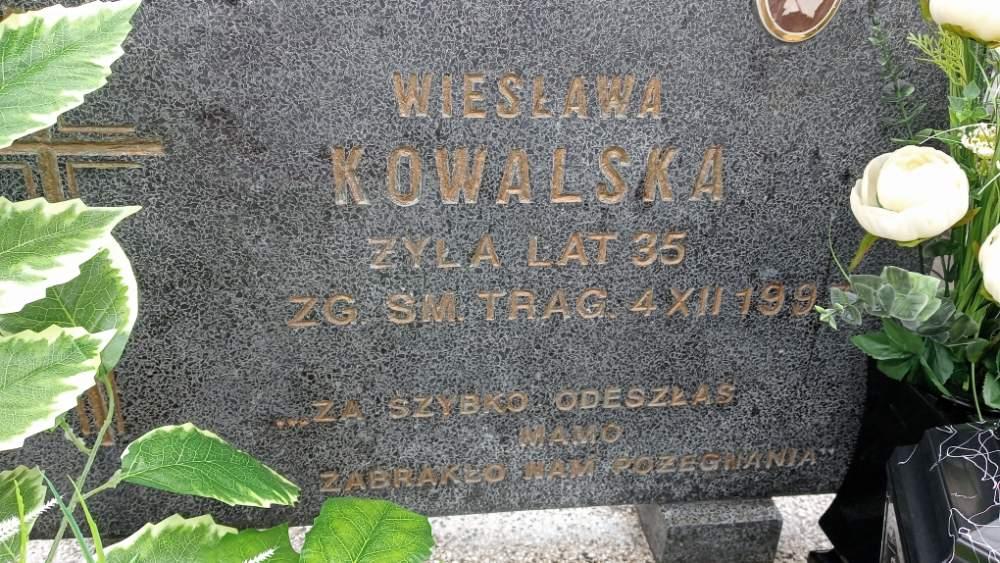 WIESŁAWA
KOWALSKA
ŻYŁA LAT 35
ZG. ŚM. TRAG. 4 XII 199
...ZA SZYBKO ODESZŁAŚ
MAMO
ZABRAKŁO NAM POŻEGNANIA"